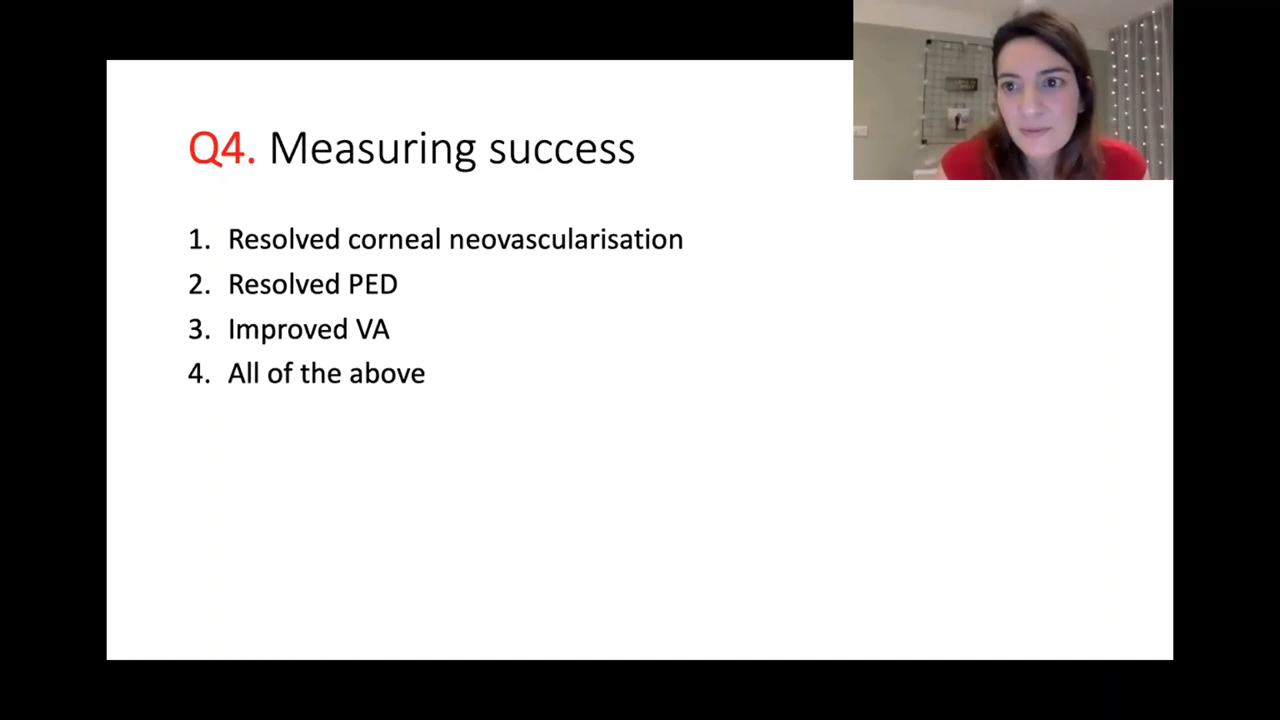 Q4. Measuring success
1. Resolved corneal neovascularisation
2. Resolved PED
3. Improved VA
4. All of the above